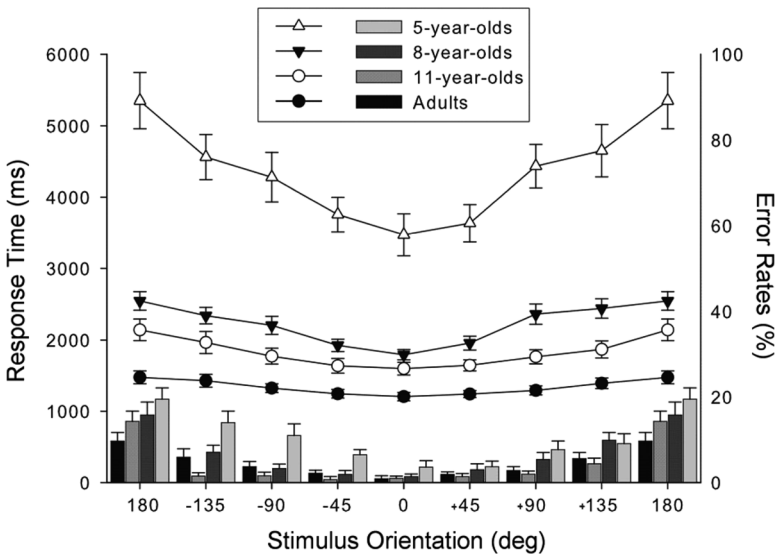 5-year-olds
8-year-olds
11-year-olds
Adults
6000
5000
4000
3000
2000
1000
0
Response Time (ms)
100
80
60
40
20
0
Error Rates (%)
180 -135 -90 -45 0 +45 +90 +135 180
Stimulus Orientation (deg)